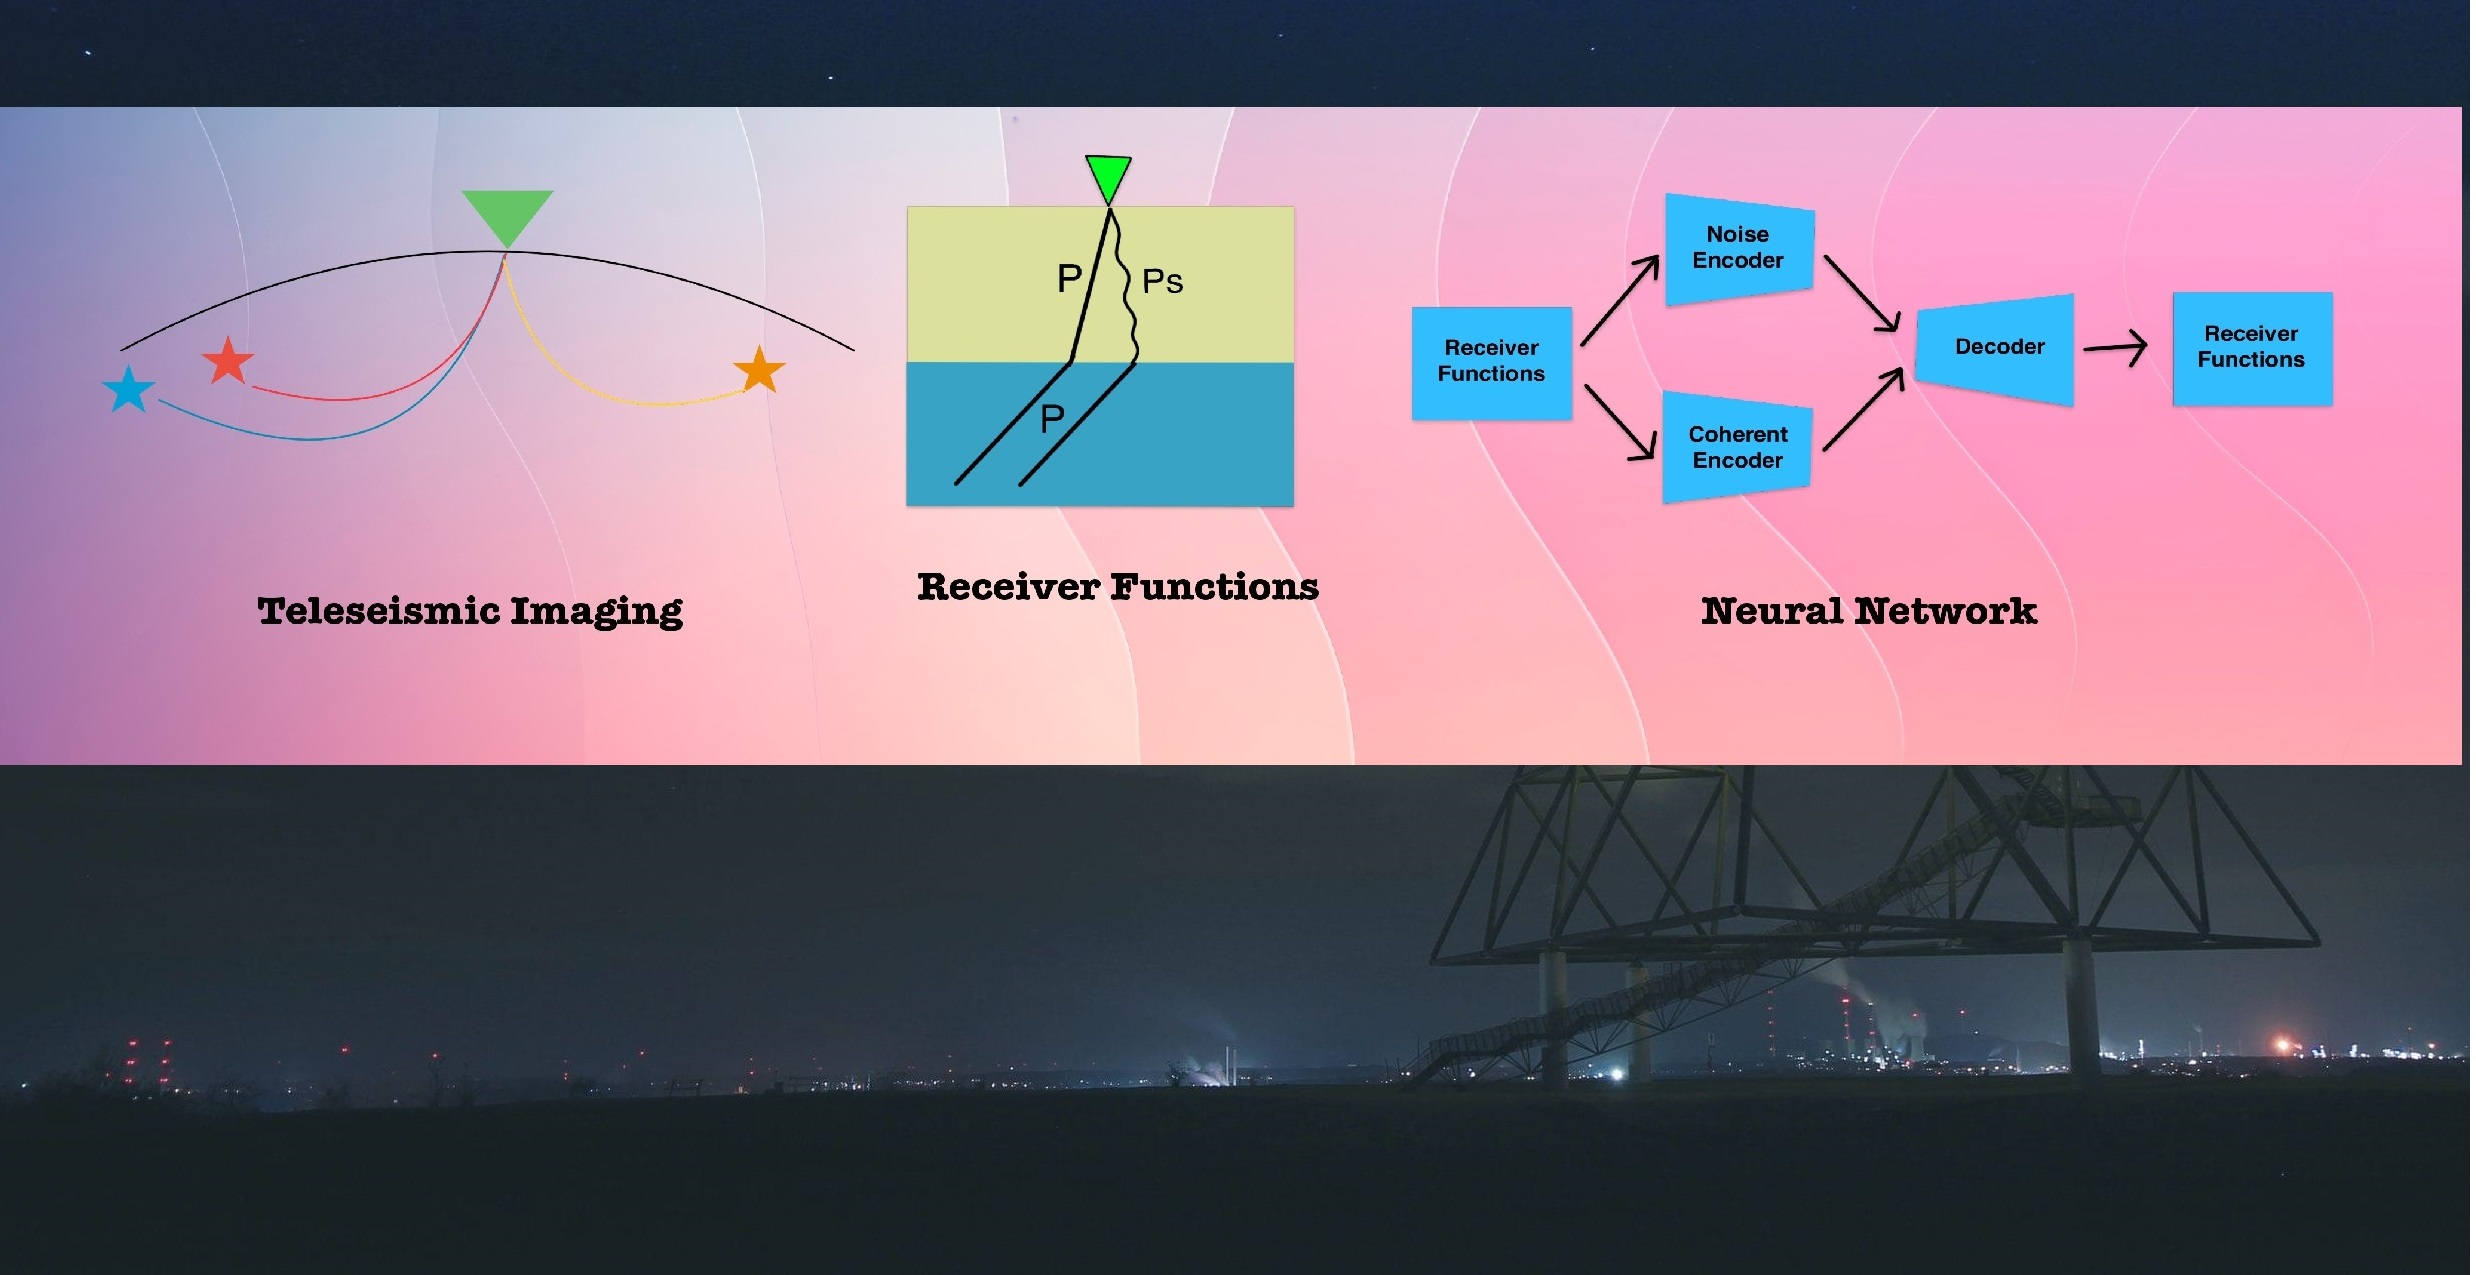 P
Ps
P
Noise
Encoder
Receiver
Functions
Coherent
Encoder
Decoder
Receiver
Functions
Teleseismic Imaging
Receiver Functions
Neural Network